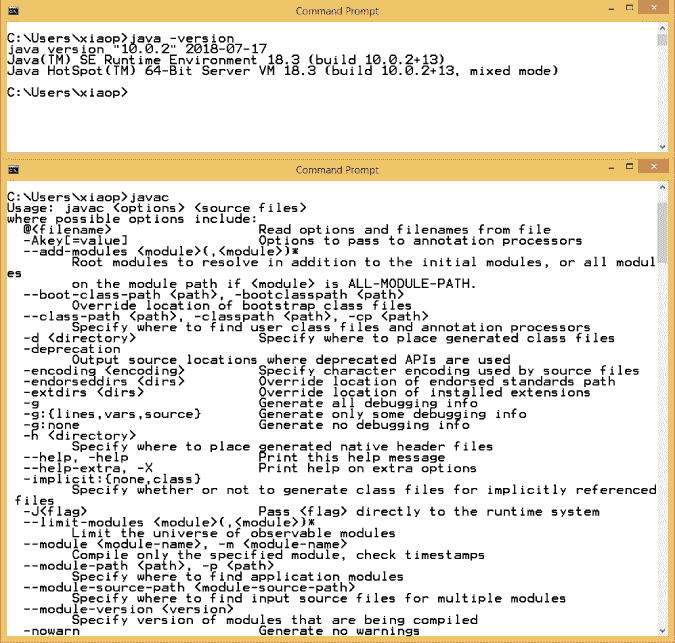 Command Prompt
C:\Users\xiaop>java -version
java version "10.0.2" 2018-07-17
Java(TM) SE Runtime Environment 18.3 (build 10.0.2+13)
Java HotSpot(TM) 64-Bit Server VM 18.3 (build 10.0.2+13, mixed mode)
C:\Users\xiaop>
Command Prompt
C:\Users\xiaop>javac
Usage: javac <options> <source files>
where possible options include:
  @<filename>                  Read options and filenames from file
  -Akey[=value]                Options to pass to annotation processors
  --add-modules <module>(,<module>)*
        Root modules to resolve in addition to the initial modules, or all modul
es
        on the module path if <module> is ALL-MODULE-PATH.
  --boot-class-path <path>, -bootclasspath <path>
        Override location of bootstrap class files
  --class-path <path>, -classpath <path>, -cp <path>
        Specify where to find user class files and annotation processors
  -d <directory>               Specify where to place generated class files
  -deprecation
        Output source locations where deprecated APIs are used
  -encoding <encoding>         Specify character encoding used by source files
  -endorseddirs <dirs>         Override location of endorsed standards path
  -extdirs <dirs>              Override location of installed extensions
  -g                           Generate all debugging info
  -g:{lines,vars,source}       Generate only some debugging info
  -g:none                      Generate no debugging info
  -h <directory>
        Specify where to place generated native header files
  --help, -help                Print this help message
  --help-extra, -X             Print help on extra options
  -implicit:{none,class}
        Specify whether or not to generate class files for implicitly referenced
 files
  -J<flag>                     Pass <flag> directly to the runtime system
  --limit-modules <module>(,<module>)*
        Limit the universe of observable modules
  --module <module-name>, -m <module-name>
        Compile only the specified module, check timestamps
  --module-path <path>, -p <path>
        Specify where to find application modules
  --module-source-path <module-source-path>
        Specify where to find input source files for multiple modules
  --module-version <version>
        Specify version of modules that are being compiled
  -nowarn                      Generate no warnings